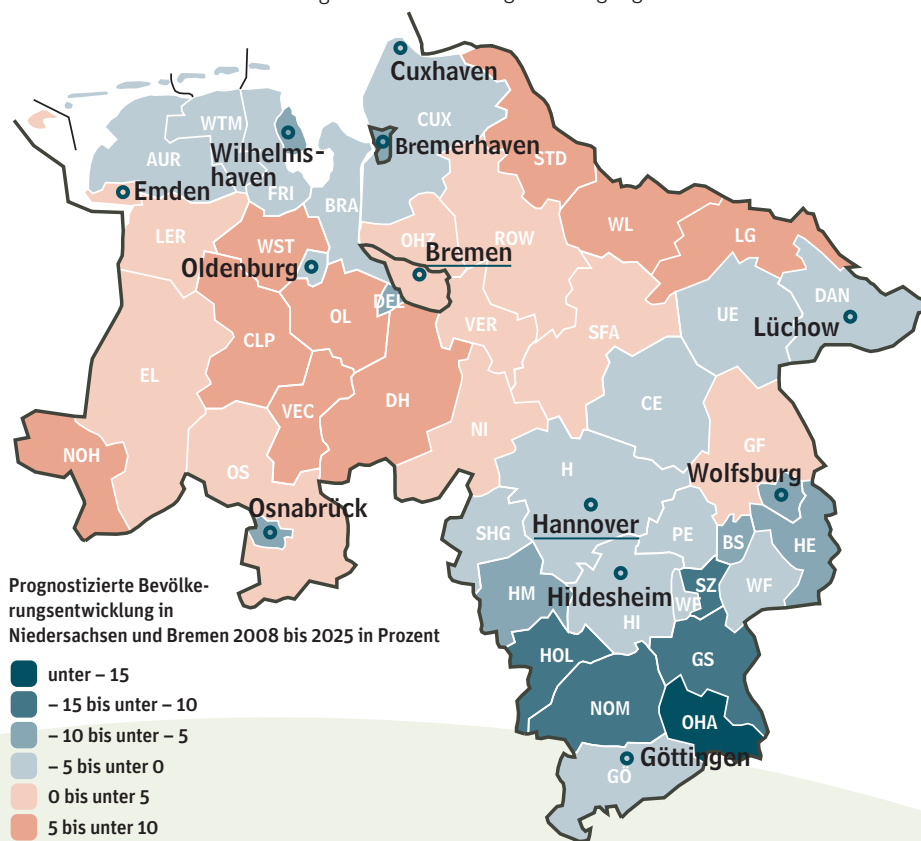 Cuxhaven
CUX
WTM
Wilhelms-
haven
Bremerhaven
AUR
STD
Emden
FRI
BRA
LER
WST
OHZ
ROW
WL
LG
Bremen
Oldenburg
DEL
DAN
OL
UE
Lüchow
VER
SFA
CLP
EL
DH
CE
VEC
NI
GF
NOH
OS
H
Wolfsburg
Osnabrück
Hannover
SHG
PE
BS
HE
Hildesheim
SZ
WF
HM
WF
HI
HOL
GS
NOM
OHA
Göttingen
GÖ
Prognostizierte Bevölke-
rungsentwicklung in
Niedersachsen und Bremen 2008 bis 2025 in Prozent
unter – 15
– 15 bis unter – 10
– 10 bis unter – 5
– 5 bis unter 0
0 bis unter 5
5 bis unter 10